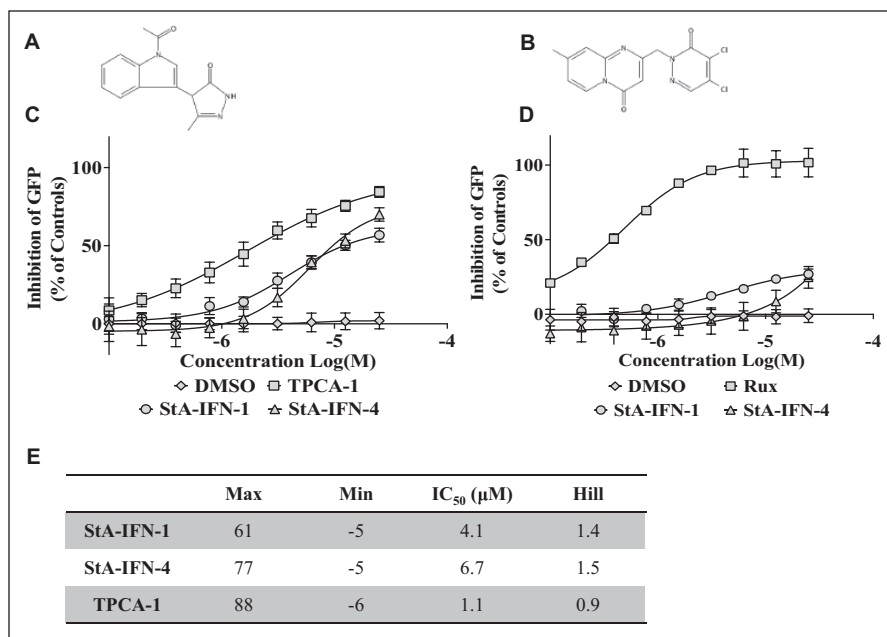 A
B
O
N
O
NH
N
N
N
O
O
N
N
Cl
Cl
C
D
Inhibition of GFP
(% of Controls)
100
50
0
-6
-5
-4
Concentration Log(M)
DMSO TPCA-1
StA-IFN-1 StA-IFN-4
Inhibition of GFP
(% of Controls)
100
50
0
-6
-5
-4
Concentration Log(M)
DMSO Rux
StA-IFN-1 StA-IFN-4
E
Max Min IC50 (µM) Hill
StA-IFN-1 61 -5 4.1 1.4
StA-IFN-4 77 -5 6.7 1.5
TPCA-1 88 -6 1.1 0.9